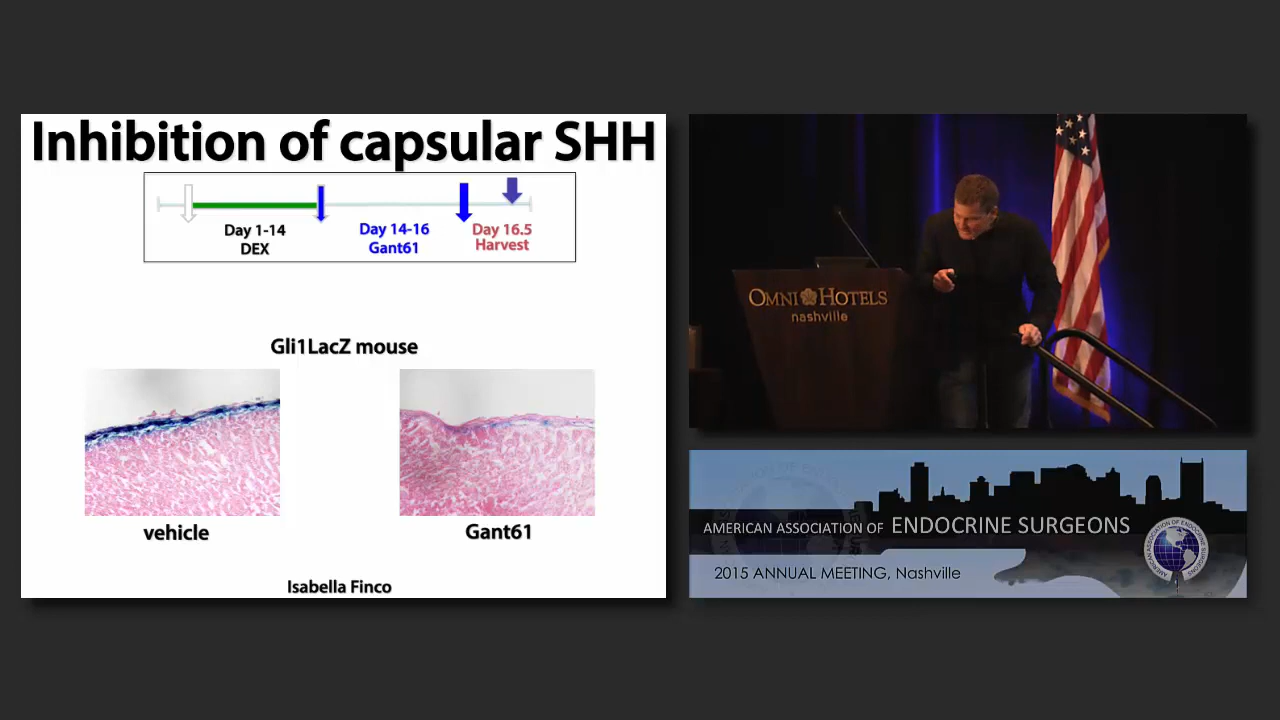 Inhibition of capsular SHH
Day 1-14
DEX
Day 14-16
Gant61
Day 16.5
Harvest
Gli1LacZ mouse
vehicle
Gant61
Isabella Finco
OMNI HOTELS
nashville
AMERICAN ASSOCIATION OF ENDOCRINE SURGEONS
2015 ANNUAL MEETING, Nashville